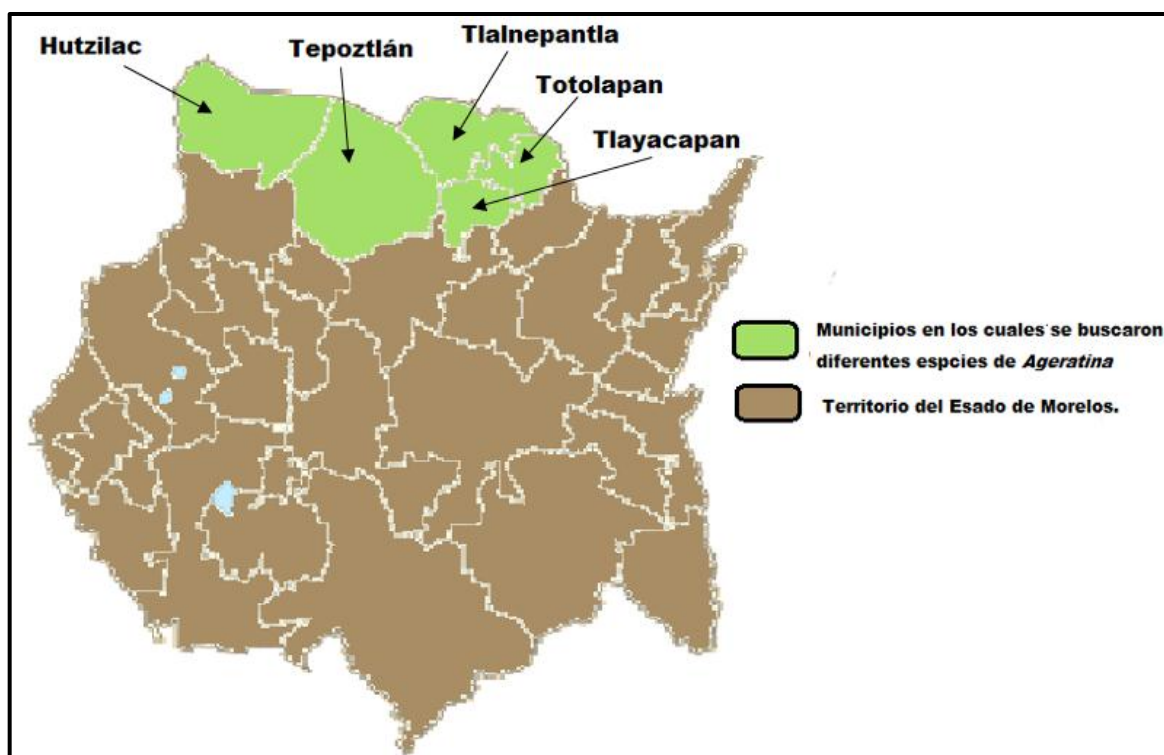 Hutzilac
Tepoztlán
Tlalnepantla
Totolapan
Tlayacapan
Municipios en los cuales se buscaron
diferentes espcies de Ageratina
Territorio del Esado de Morelos.